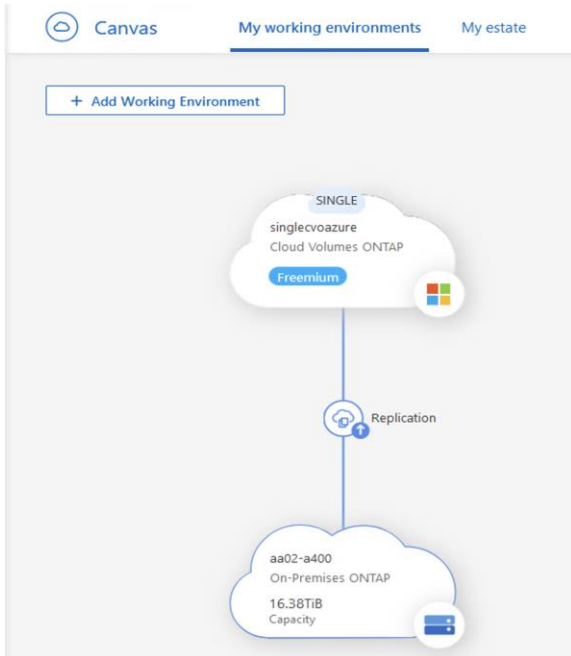 Canvas
My working environments
My estate
+ Add Working Environment
SINGLE
singlecvoazure
Cloud Volumes ONTAP
Freemium
Replication
aa02-a400
On-Premises ONTAP
16.38TiB
Capacity